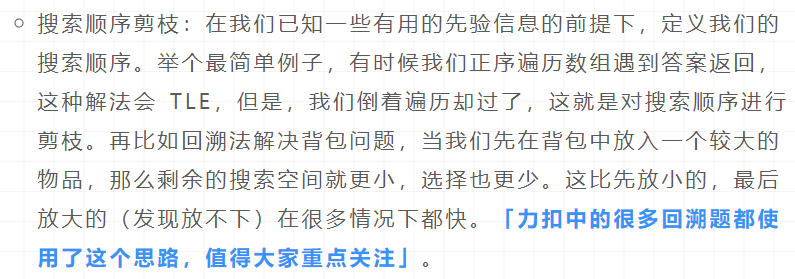 搜索顺序剪枝：在我们已知一些有用的先验信息的前提下，定义我们的
搜索顺序。举个最简单例子，有时候我们正序遍历数组遇到答案返回，
这种解法会 TLE，但是，我们倒着遍历却过了，这就是对搜索顺序进行
剪枝。再比如回溯法解决背包问题，当我们先在背包中放入一个较大的
物品，那么剩余的搜索空间就更小，选择也更少。这比先放小的，最后
放大的（发现放不下）在很多情况下都快。「力扣中的很多回溯题都使
用了这个思路，值得大家重点关注」。